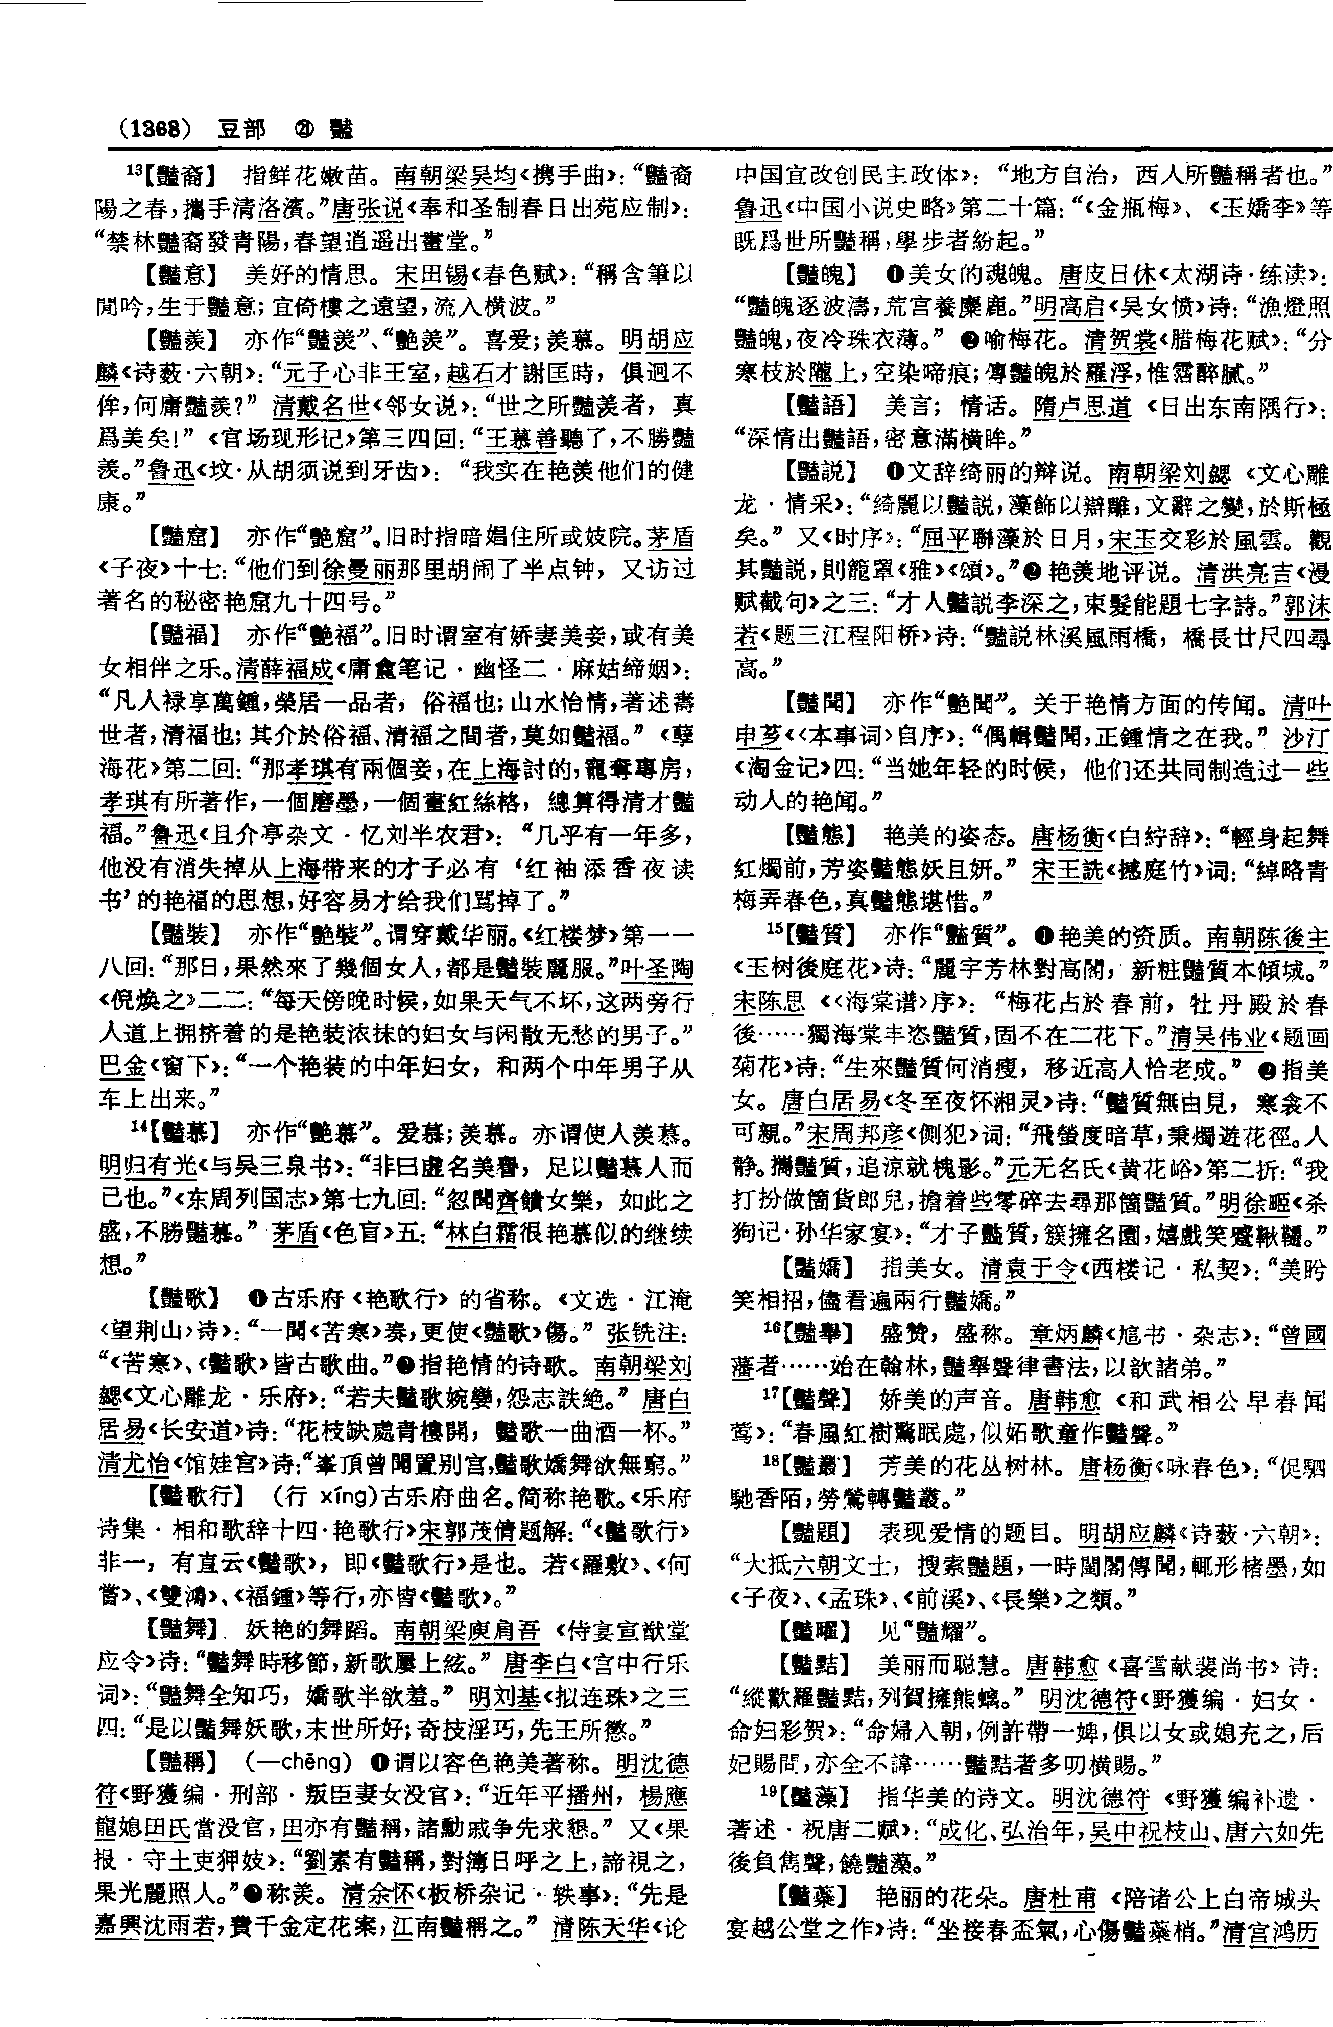 (1368) 豆部 ㉑ 豔
¹³【豔裔】 指鲜花嫩苗。南朝梁吴均《携手曲》：“豔裔
陽之春，攜手清洛濱。”唐张说《奉和圣制春日出苑应制》：
“禁林豔裔發青陽，春望逍遥出畫堂。”
【豔意】 美好的情思。宋田锡《春色赋》：“稱含筆以
閒吟，生于豔意；宜倚樓之遠望，流入横波。”
【豔羡】 亦作“豓羡”、“艳羡”。喜爱；羡慕。明胡应
麟《诗薮·六朝》：“元子心非王室，越石才謝匡時，俱迥不
侔，何庸豔羡？”清戴名世《邻女说》：“世之所豔羡者，真
爲美矣！”《官场现形记》第三四回：“王慕善聽了，不勝豔
羡。”鲁迅《坟·从胡须说到牙齿》：“我实在艳羡他们的健
康。”
【豔窟】 亦作“艷窟”。旧时指暗娼住所或妓院。茅盾
《子夜》十七：“他们到徐曼丽那里胡闹了半点钟，又访过
著名的秘密艳窟九十四号。”
【豔福】 亦作“艷福”。旧时谓室有娇妻美妾，或有美
女相伴之乐。清薛福成《庸盦笔记·幽怪二·麻姑缔姻》：
“凡人禄享萬鍾，榮居一品者，俗福也；山水怡情，著述壽
世者，清福也；其介於俗福、清福之間者，莫如豔福。”《孽
海花》第二回：“那孝琪有兩個妾，在上海討的，寵奪專房，
孝琪有所著作，一個磨墨，一個畫紅絲格，總算得清才豔
福。”鲁迅《且介亭杂文·忆刘半农君》：“几乎有一年多，
他没有消失掉从上海带来的才子必有‘红袖添香夜读
书’的艳福的思想，好容易才给我们骂掉了。”
【豔裝】 亦作“艷裝”。谓穿戴华丽。《红楼梦》第一一
八回：“那日，果然來了幾個女人，都是豔裝麗服。”叶圣陶
《倪焕之》二二：“每天傍晚时候，如果天气不坏，这两旁行
人道上拥挤着的是艳装浓抹的妇女与闲散无愁的男子。”
巴金《窗下》：“一个艳装的中年妇女，和两个中年男子从
车上出来。”
¹⁴【豔慕】 亦作“艷慕”。爱慕；羡慕。亦谓使人羡慕。
明归有光《与吴三泉书》：“非曰虚名美譽，足以豔慕人而
已也。”《东周列国志》第七九回：“忽聞齊饋女樂，如此之
盛，不勝豔慕。”茅盾《色盲》五：“林白霜很艳慕似的继续
想。”
【豔歌】 ❶古乐府《艳歌行》的省称。《文选·江淹
〈望荆山〉诗》：“一聞《苦寒》奏，更使《豔歌》傷。”张铣注：
“《苦寒》、《豔歌》皆古歌曲。”❷指艳情的诗歌。南朝梁刘
勰《文心雕龙·乐府》：“若夫豔歌婉孌，怨志訣絶。”唐白
居易《长安道》诗：“花枝缺處青樓開，豔歌一曲酒一杯。”
清尤怡《馆娃宫》诗：“峯頂曾聞置别宫，豔歌嬌舞欲無窮。”
【豔歌行】 （行 xíng）古乐府曲名。简称艳歌。《乐府
诗集·相和歌辞十四·艳歌行》宋郭茂倩题解：“《豔歌行》
非一，有直云《豔歌》，即《豔歌行》是也。若《羅敷》、《何
嘗》、《雙鴻》、《福鍾》等行，亦皆《豔歌》。”
【豔舞】 妖艳的舞蹈。南朝梁庾肩吾《侍宴宣猷堂
应令》诗：“豔舞時移節，新歌屢上絃。”唐李白《宫中行乐
词》：“豔舞全知巧，嬌歌半欲羞。”明刘基《拟连珠》之三
四：“是以豔舞妖歌，末世所好；奇技淫巧，先王所懲。”
【豔稱】 （—chēng）❶谓以容色艳美著称。明沈德
符《野獲编·刑部·叛臣妻女没官》：“近年平播州，楊應
龍媳田氏當没官，田亦有豔稱，諸勳戚争先求懇。”又《果
报·守土吏狎妓》：“劉素有豔稱，對簿日呼之上，諦視之，
果光麗照人。”❷称羡。清余怀《板桥杂记·轶事》：“先是
嘉興沈雨若，費千金定花案，江南豔稱之。”清陈天华《论
中国宜改创民主政体》：“地方自治，西人所豔稱者也。”
鲁迅《中国小说史略》第二十篇：“《金瓶梅》、《玉嬌李》等
既爲世所豔稱，學步者紛起。”
【豔魄】 ❶美女的魂魄。唐皮日休《太湖诗·练渎》：
“豔魄逐波濤，荒宫養麋鹿。”明高启《吴女愤》诗：“漁燈照
豔魄，夜冷珠衣薄。”❷喻梅花。清贺裳《腊梅花赋》：“分
寒枝於隴上，空染啼痕；傳豔魄於羅浮，惟霑醉膩。”
【豔語】 美言；情话。隋卢思道《日出东南隅行》：
“深情出豔語，密意滿横眸。”
【豔説】 ❶文辞绮丽的辩说。南朝梁刘勰《文心雕
龙·情采》：“綺麗以豔説，藻飾以辯雕，文辭之變，於斯極
矣。”又《时序》：“屈平聯藻於日月，宋玉交彩於風雲。觀
其豔説，則籠罩《雅》《頌》。”❷艳羡地评说。清洪亮吉《漫
赋截句》之三：“才人豔説李深之，束髮能題七字詩。”郭沫
若《题三江程阳桥》诗：“豔説林溪風雨橋，橋長廿尺四尋
高。”
【豔聞】 亦作“艷聞”。关于艳情方面的传闻。清叶
申芗《〈本事词〉自序》：“偶輯豔聞，正鍾情之在我。”沙汀
《淘金记》四：“当她年轻的时候，他们还共同制造过一些
动人的艳闻。”
【豔態】 艳美的姿态。唐杨衡《白紵辞》：“輕身起舞
紅燭前，芳姿豔態妖且妍。”宋王詵《撼庭竹》词：“綽略青
梅弄春色，真豔態堪惜。”
¹⁵【豔質】 亦作“豓質”。❶艳美的资质。南朝陈後主
《玉树後庭花》诗：“麗宇芳林對高閣，新粧豔質本傾城。”
宋陈思《〈海棠谱〉序》：“梅花占於春前，牡丹殿於春
後……獨海棠丰恣豔質，固不在二花下。”清吴伟业《题画
菊花》诗：“生來豔質何消瘦，移近高人恰老成。”❷指美
女。唐白居易《冬至夜怀湘灵》诗：“豔質無由見，寒衾不
可親。”宋周邦彦《侧犯》词：“飛螢度暗草，秉燭遊花徑。人
静。攜豔質，追涼就槐影。”元无名氏《黄花峪》第二折：“我
打扮做箇貨郎兒，擔着些零碎去尋那箇豔質。”明徐㖂《杀
狗记·孙华家宴》：“才子豔質，簇擁名園，嬉戲笑蹙鞦韆。”
【豔嬌】 指美女。清袁于令《西楼记·私契》：“美盻
笑相招，儘看遍兩行豔嬌。”
¹⁶【豔舉】 盛赞，盛称。章炳麟《訄书·杂志》：“曾國
藩者……始在翰林，豔舉聲律書法，以歆諸弟。”
¹⁷【豔聲】 娇美的声音。唐韩愈《和武相公早春闻
莺》：“春風紅樹驚眠處，似妬歌童作豔聲。”
¹⁸【豔叢】 芳美的花丛树林。唐杨衡《咏春色》：“促駟
馳香陌，勞鶯轉豔叢。”
【豔題】 表现爱情的题目。明胡应麟《诗薮·六朝》：
“大抵六朝文士，搜索豔題，一時閭閻傳聞，輒形楮墨，如
《子夜》、《孟珠》、《前溪》、《長樂》之類。”
【豔曜】 见“豔耀”。
【豔黠】 美丽而聪慧。唐韩愈《喜雪献裴尚书》诗：
“縱歡羅豔黠，列賀擁熊螭。”明沈德符《野獲编·妇女·
命妇彩贺》：“命婦入朝，例許帶一婢，俱以女或媳充之，后
妃賜問，亦全不諱……豔黠者多叨横賜。”
¹⁹【豔藻】 指华美的诗文。明沈德符《野獲编补遗·
著述·祝唐二赋》：“成化、弘治年，吴中祝枝山、唐六如先
後負雋聲，饒豔藻。”
【豔蘂】 艳丽的花朵。唐杜甫《陪诸公上白帝城头
宴越公堂之作》诗：“坐接春盃氣，心傷豔蘂梢。”清宫鸿历